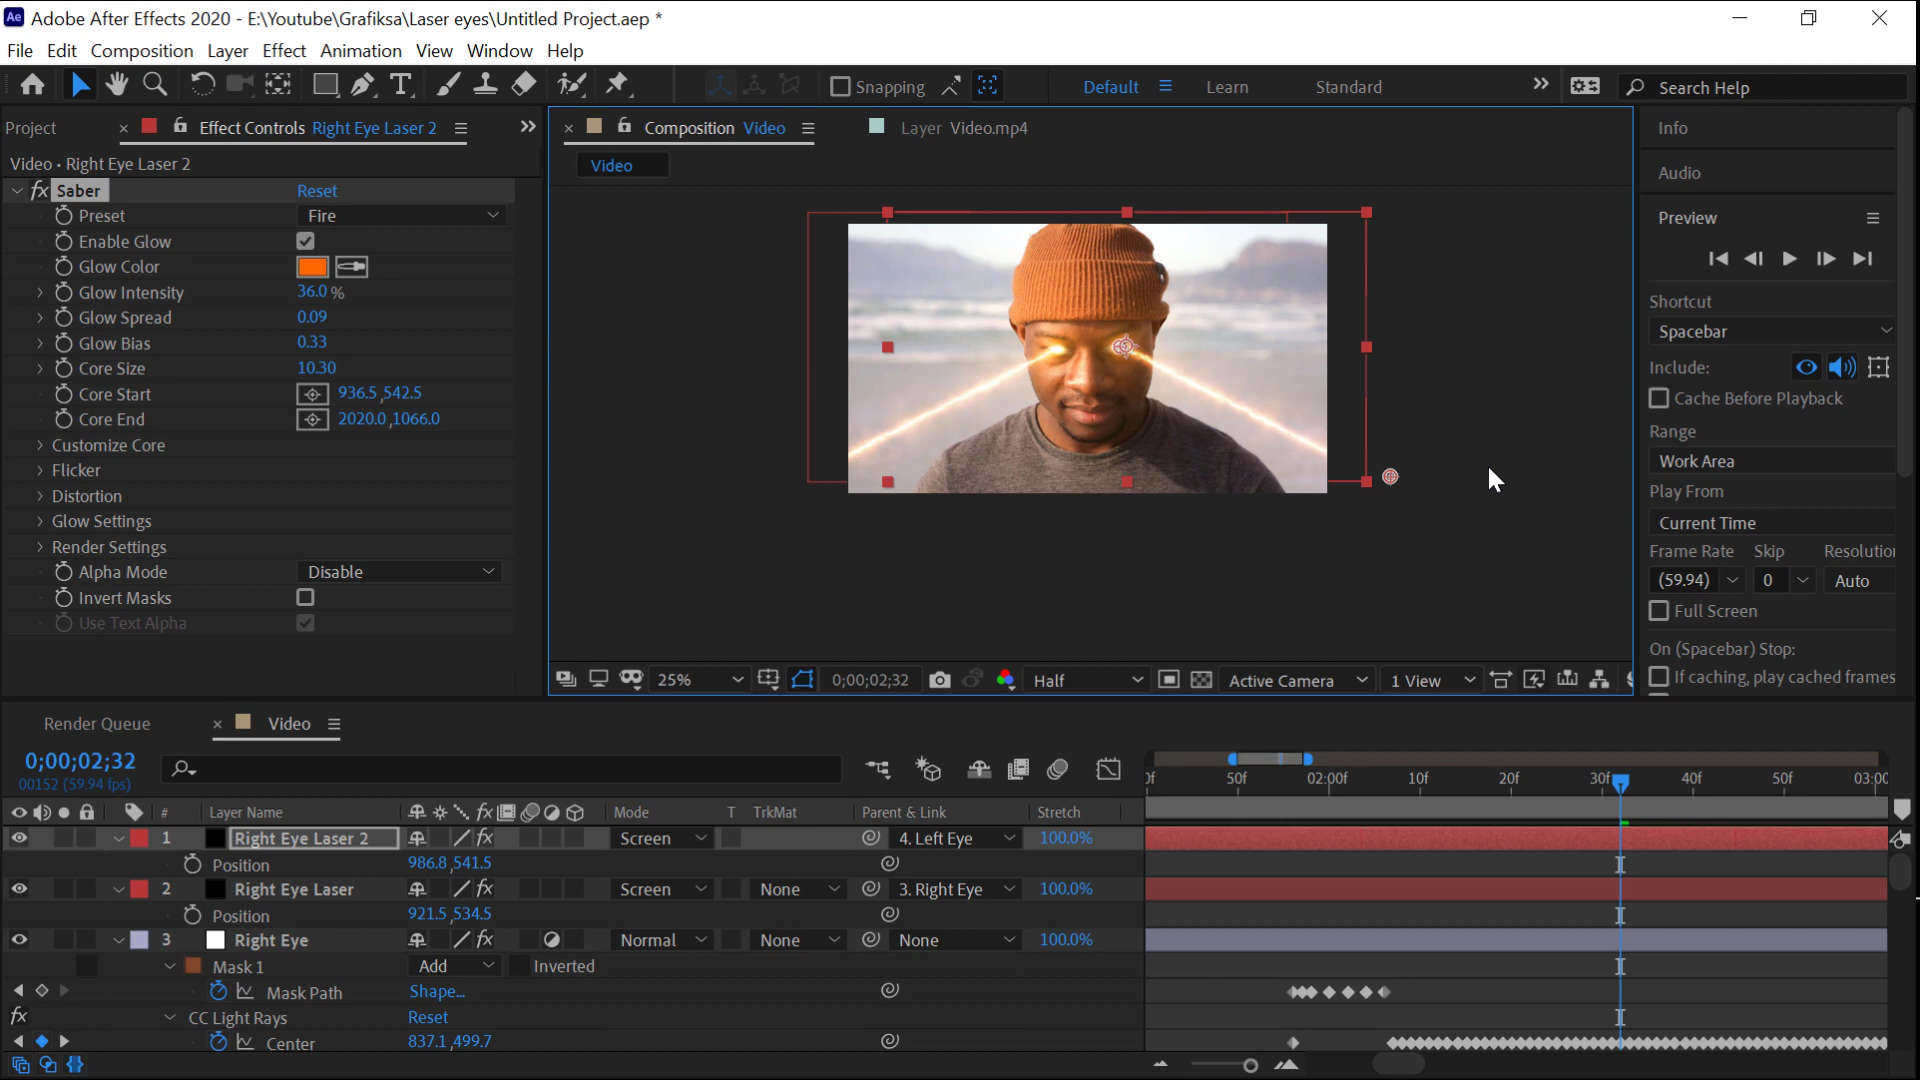 Adobe After Effects 2020 - E:\Youtube\Grafiksa\Laser eyes\Untitled Project.aep *
File Edit Composition Layer Effect Animation View Window Help
Snapping Default Learn Standard Search Help
Project Effect Controls Right Eye Laser 2
Video • Right Eye Laser 2
fx Saber Reset
Preset Fire
Enable Glow
Glow Color
Glow Intensity 36.0 %
Glow Spread 0.09
Glow Bias 0.33
Core Size 10.30
Core Start 936.5 ,542.5
Core End 2020.0 ,1066.0
Customize Core
Flicker
Distortion
Glow Settings
Render Settings
Alpha Mode Disable
Invert Masks
Use Text Alpha
Composition Video Layer Video.mp4
Video
25% 0;00;02;32 Half Active Camera 1 View
Info
Audio
Preview
Shortcut
Spacebar
Include:
Cache Before Playback
Range
Work Area
Play From
Current Time
Frame Rate Skip Resolution
(59.94) 0 Auto
Full Screen
On (Spacebar) Stop:
If caching, play cached frames
Render Queue Video
0;00;02;32
00152 (59.94 fps)
0f 50f 02:00f 10f 20f 30f 40f 50f 03:00
# Layer Name fx Mode T TrkMat Parent & Link Stretch
1 Right Eye Laser 2 fx Screen 4. Left Eye 100.0%
Position 986.8 ,541.5
2 Right Eye Laser fx Screen None 3. Right Eye 100.0%
Position 921.5 ,534.5
3 Right Eye fx Normal None None 100.0%
Mask 1 Add Inverted
Mask Path Shape...
fx CC Light Rays Reset
Center 837.1 ,499.7